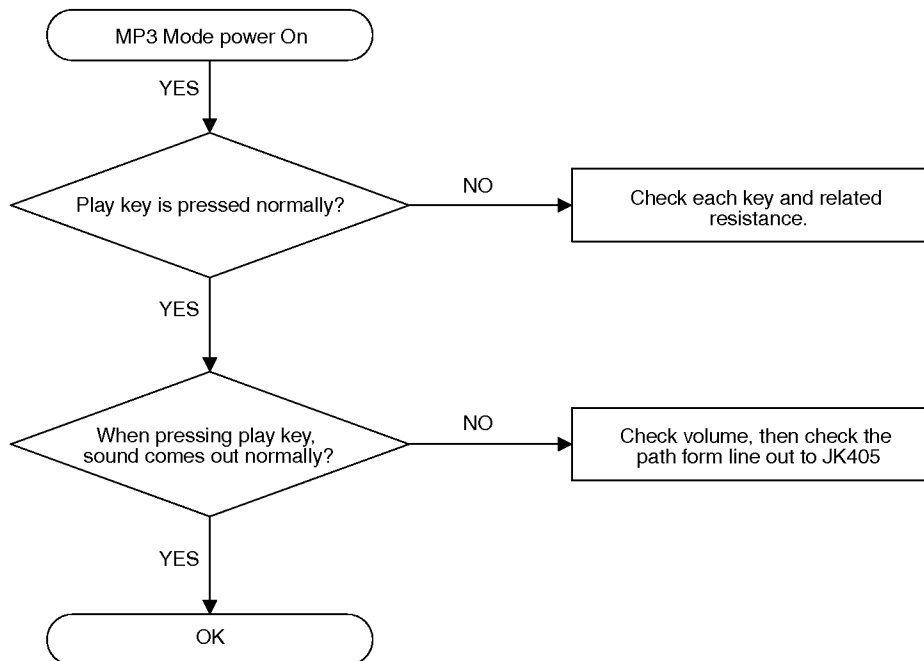 MP3 Mode power On
YES
Play key is pressed normally?
NO
Check each key and related
resistance.
YES
When pressing play key,
sound comes out normally?
NO
Check volume, then check the
path form line out to JK405
YES
OK